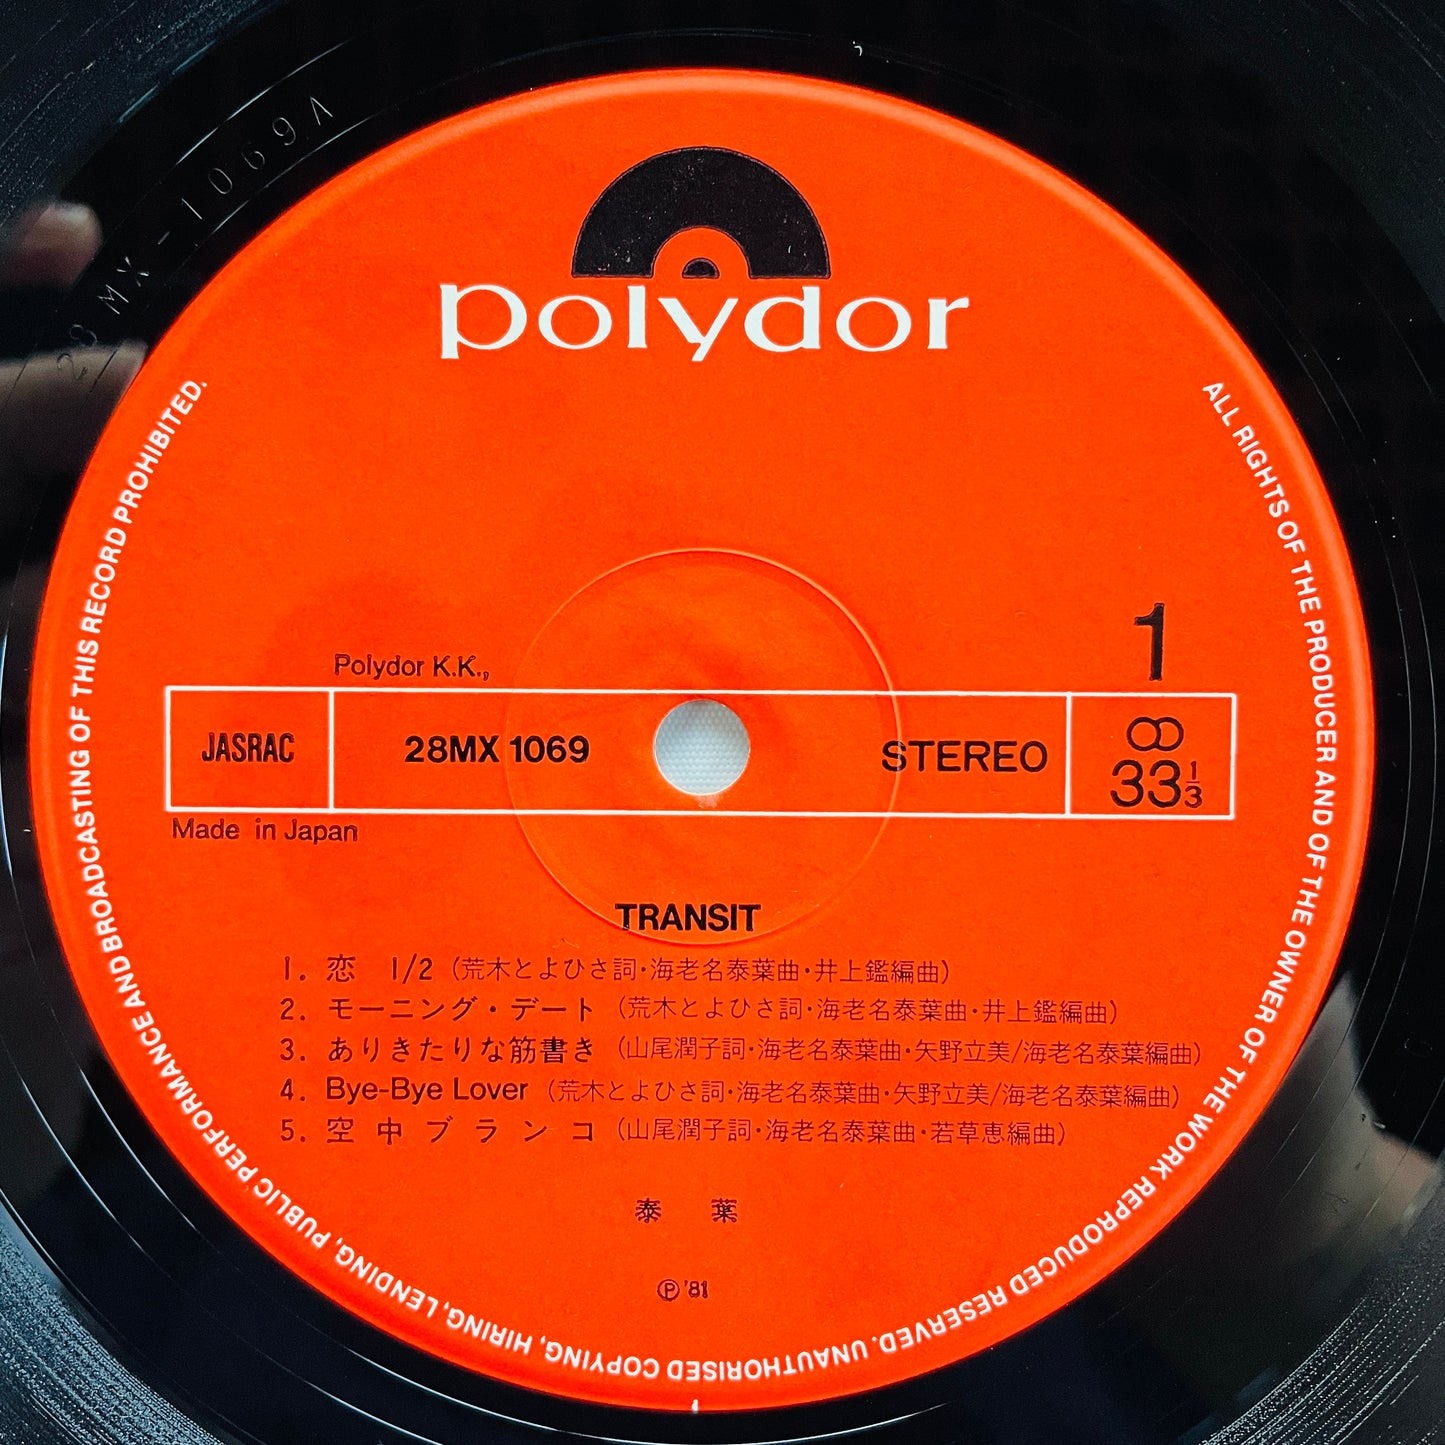 28 MX-1069A
polydor
1
Polydor K.K.,
JASRAC 28MX 1069 STEREO 33 1/3
Made in Japan
TRANSIT
1. 恋 1/2 (荒木とよひさ詞・海老名泰葉曲・井上鑑編曲)
2. モーニング・デート (荒木とよひさ詞・海老名泰葉曲・井上鑑編曲)
3. ありきたりな筋書き (山尾潤子詞・海老名泰葉曲・矢野立美/海老名泰葉編曲)
4. Bye-Bye Lover (荒木とよひさ詞・海老名泰葉曲・矢野立美/海老名泰葉編曲)
5. 空中ブランコ (山尾潤子詞・海老名泰葉曲・若草恵編曲)
泰 葉
Ⓟ '81
ALL RIGHTS OF THE PRODUCER AND OF THE OWNER OF THE WORK REPRODUCED RESERVED. UNAUTHORISED COPYING, HIRING, LENDING, PUBLIC PERFORMANCE AND BROADCASTING OF THIS RECORD PROHIBITED.